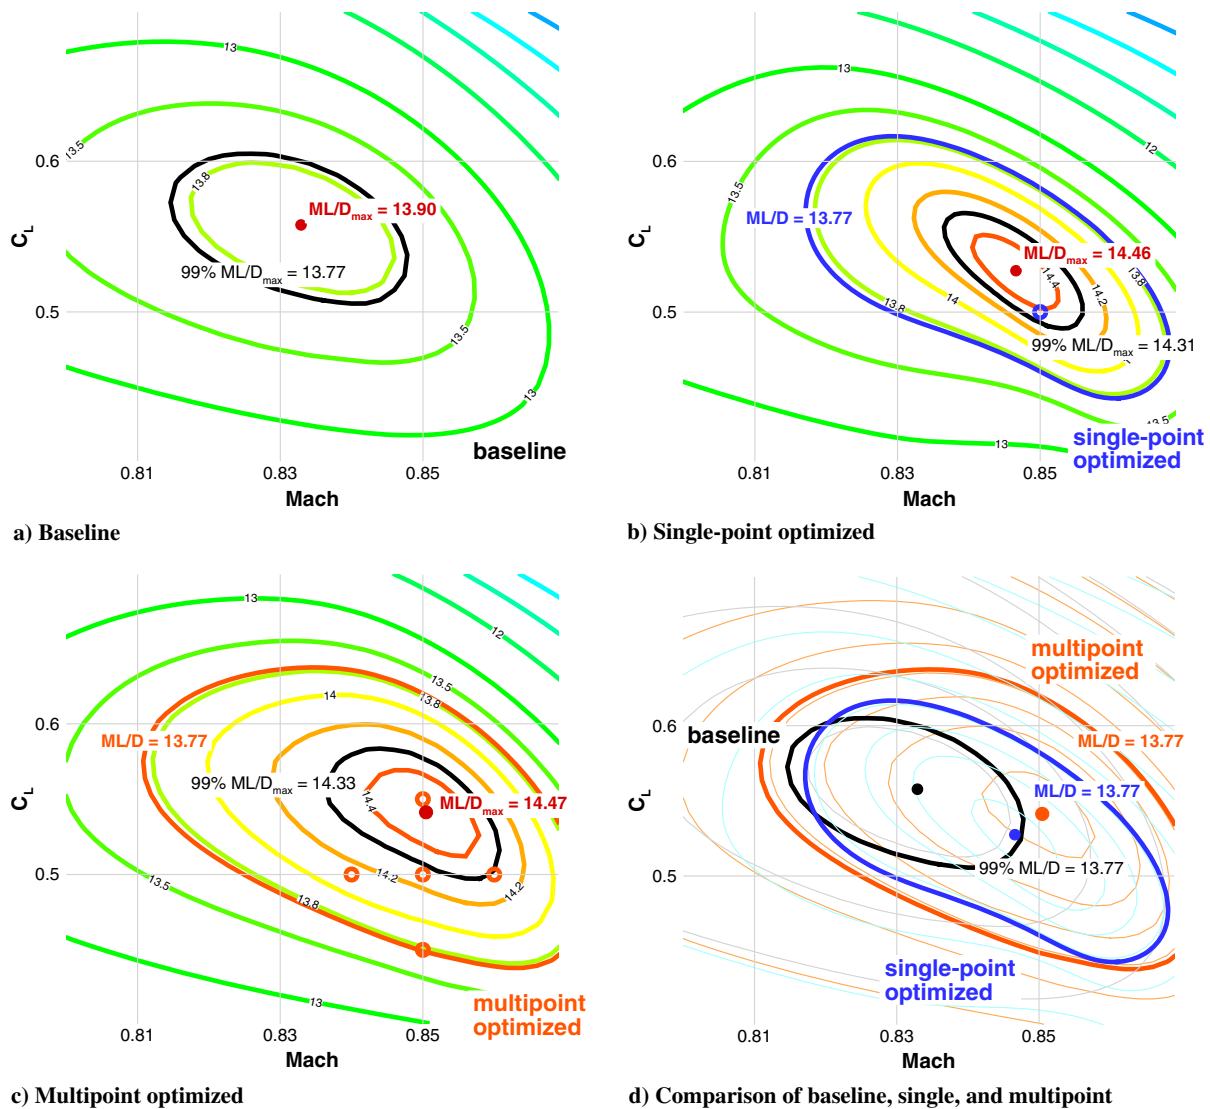 13
13.5
0.6
13.8
ML/Dmax = 13.90
CL
99% ML/Dmax = 13.77
0.5
13.5
13
baseline
0.81
0.83
0.85
Mach
a) Baseline
13
12
0.6
13.5
ML/D = 13.77
CL
ML/Dmax = 14.46
13.8
14.4
14.2
14
13.8
0.5
99% ML/Dmax = 14.31
13.5
13
single-point
optimized
0.81
0.83
0.85
Mach
b) Single-point optimized
13
12
13.5
13.8
14
0.6
ML/D = 13.77
99% ML/Dmax = 14.33
CL
14.4
ML/Dmax = 14.47
0.5
13.5
14.2
14.2
13.8
13
multipoint
optimized
0.81
0.83
0.85
Mach
c) Multipoint optimized
multipoint
optimized
0.6
baseline
ML/D = 13.77
ML/D = 13.77
CL
99% ML/D = 13.77
0.5
single-point
optimized
0.81
0.83
0.85
Mach
d) Comparison of baseline, single, and multipoint